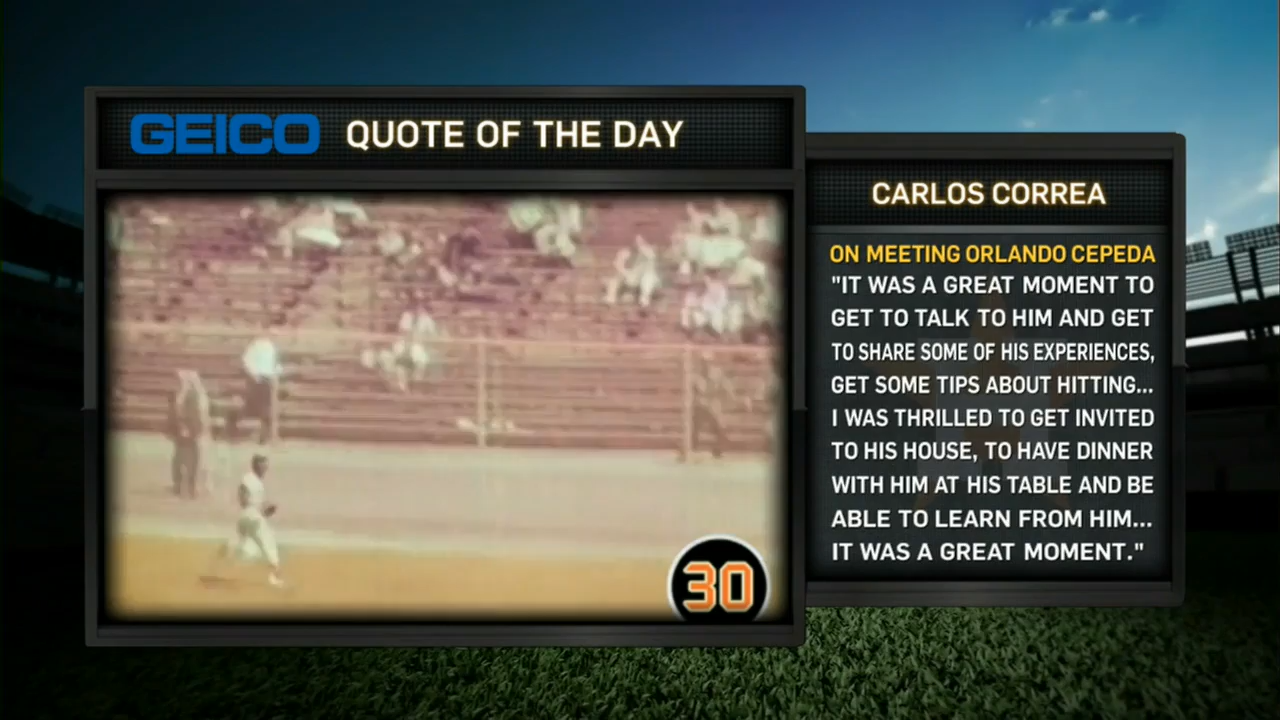 GEICO QUOTE OF THE DAY
30
CARLOS CORREA
ON MEETING ORLANDO CEPEDA
"IT WAS A GREAT MOMENT TO
GET TO TALK TO HIM AND GET
TO SHARE SOME OF HIS EXPERIENCES,
GET SOME TIPS ABOUT HITTING...
I WAS THRILLED TO GET INVITED
TO HIS HOUSE, TO HAVE DINNER
WITH HIM AT HIS TABLE AND BE
ABLE TO LEARN FROM HIM...
IT WAS A GREAT MOMENT."